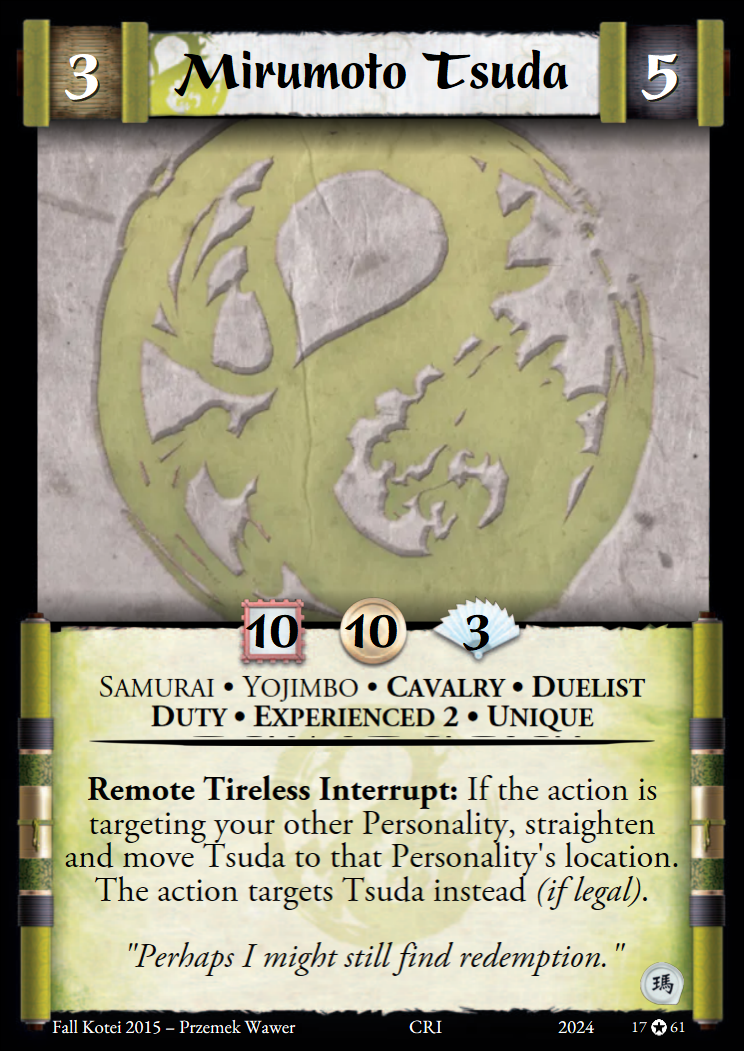 3 Mirumoto Tsuda 5
10 10 3
SAMURAI • YOJIMBO • CAVALRY • DUELIST
DUTY • EXPERIENCED 2 • UNIQUE
Remote Tireless Interrupt: If the action is
targeting your other Personality, straighten
and move Tsuda to that Personality's location.
The action targets Tsuda instead (if legal).
"Perhaps I might still find redemption."
瑪
Fall Kotei 2015 – Przemek Wawer CRI 2024 17 ✪ 61